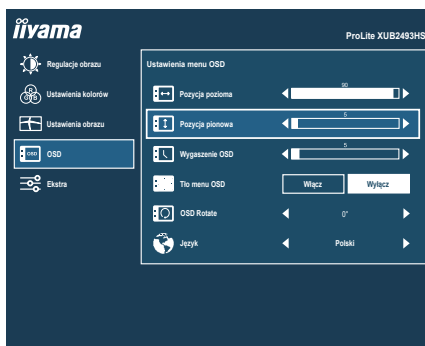 iiyama
ProLite XUB2493HS
Regulacje obrazu
Ustawienia kolorów
Ustawienia obrazu
OSD
OSD
Ekstra
Ustawienia menu OSD
Pozycja pozioma
90
Pozycja pionowa
5
Wygaszenie OSD
5
Tło menu OSD
Włącz
Wyłącz
OSD Rotate
0°
Język
Polski